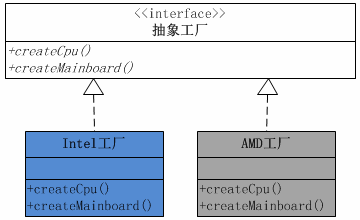 <<interface>>
抽象工厂
+createCpu()
+createMainboard()
Intel工厂
+createCpu()
+createMainboard()
AMD工厂
+createCpu()
+createMainboard()